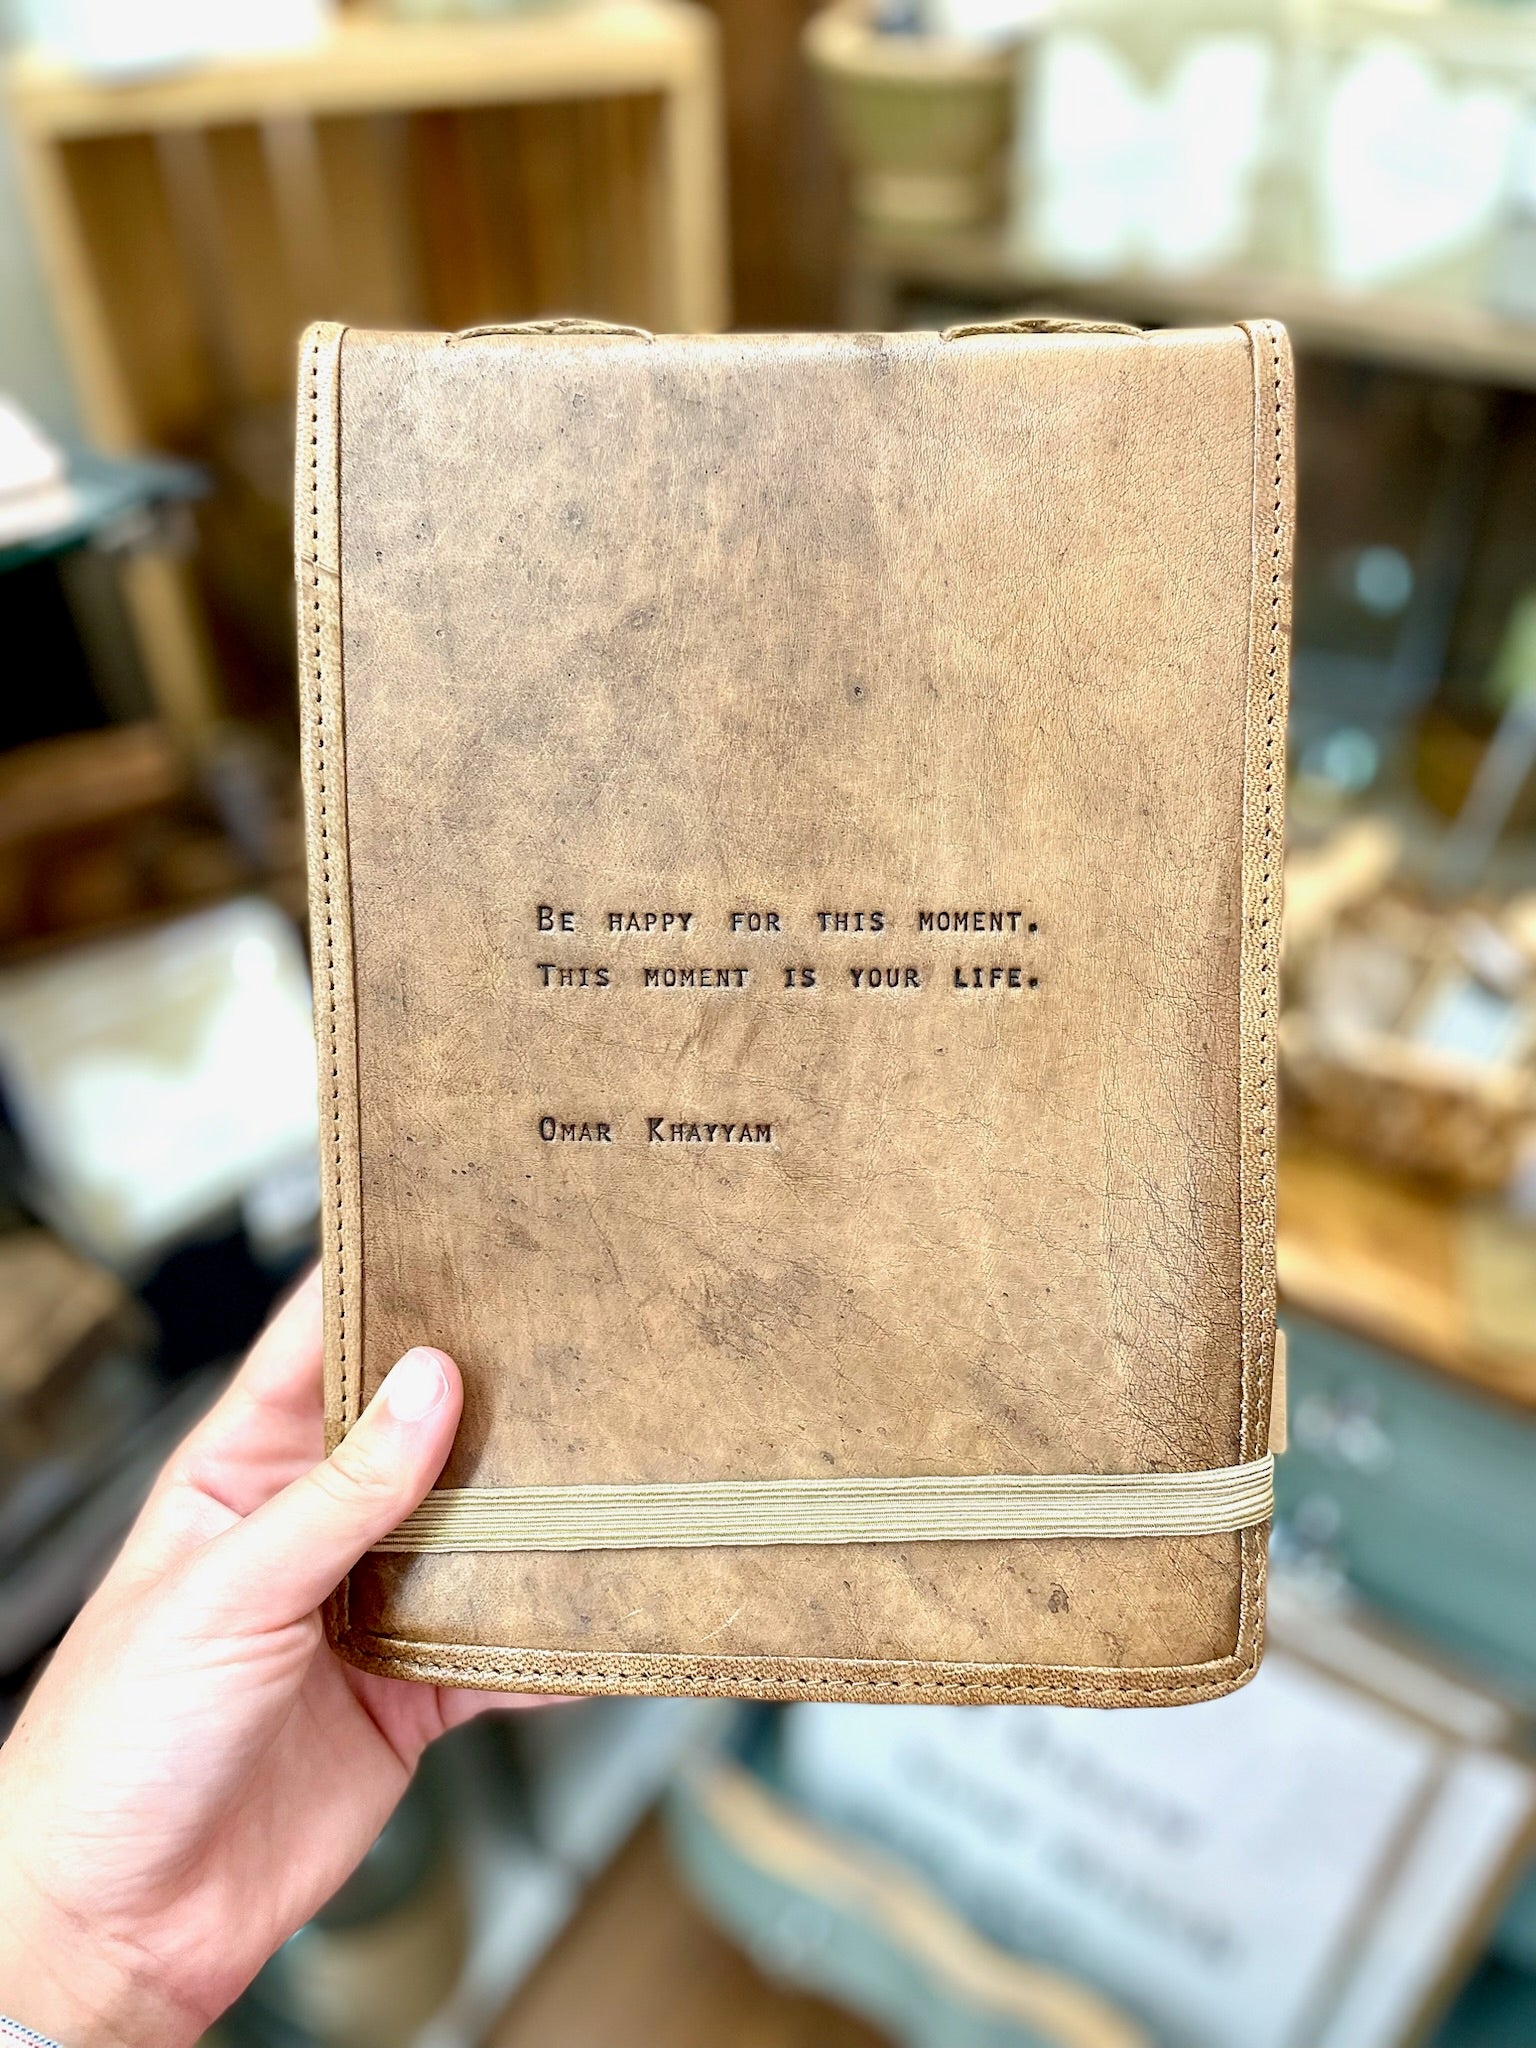 Be happy for this moment.
This moment is your life.
Omar Khayyam